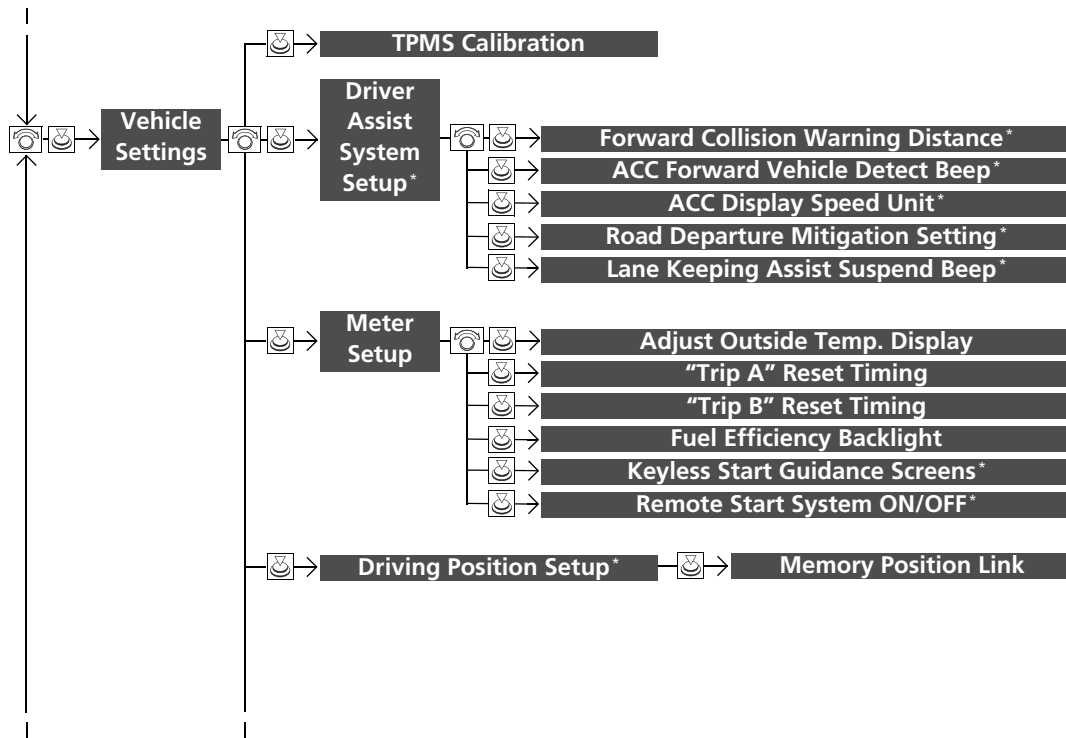 TPMS Calibration
Vehicle
Settings
Driver
Assist
System
Setup*
Forward Collision Warning Distance*
ACC Forward Vehicle Detect Beep*
ACC Display Speed Unit*
Road Departure Mitigation Setting*
Lane Keeping Assist Suspend Beep*
Meter
Setup
Adjust Outside Temp. Display
“Trip A” Reset Timing
“Trip B” Reset Timing
Fuel Efficiency Backlight
Keyless Start Guidance Screens*
Remote Start System ON/OFF*
Driving Position Setup*
Memory Position Link